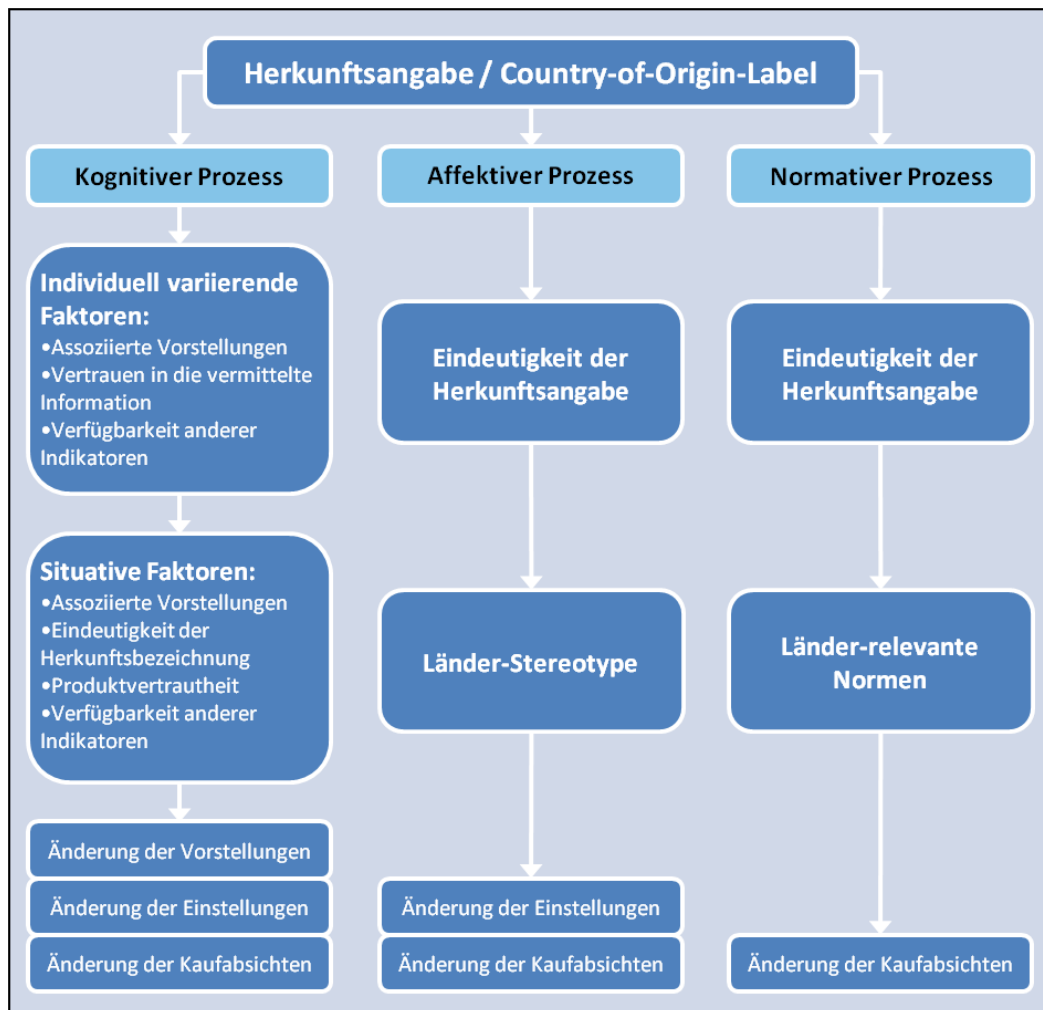 Herkunftsangabe / Country-of-Origin-Label
Kognitiver Prozess
Individuell variierende
Faktoren:
•Assoziierte Vorstellungen
•Vertrauen in die vermittelte
Information
•Verfügbarkeit anderer
Indikatoren
Situative Faktoren:
•Assoziierte Vorstellungen
•Eindeutigkeit der
Herkunftsbezeichnung
•Produktvertrautheit
•Verfügbarkeit anderer
Indikatoren
Änderung der Vorstellungen
Änderung der Einstellungen
Änderung der Kaufabsichten
Affektiver Prozess
Eindeutigkeit der
Herkunftsangabe
Länder-Stereotype
Änderung der Einstellungen
Änderung der Kaufabsichten
Normativer Prozess
Eindeutigkeit der
Herkunftsangabe
Länder-relevante
Normen
Änderung der Kaufabsichten